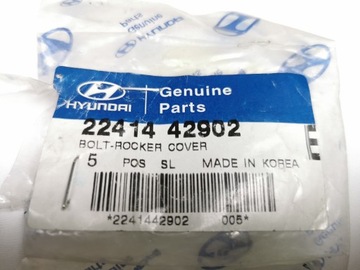 HYUNDAI
Genuine
Parts
22414 42902
BOLT-ROCKER COVER
5 POS SL MADE IN KOREA
*2241442902 005*